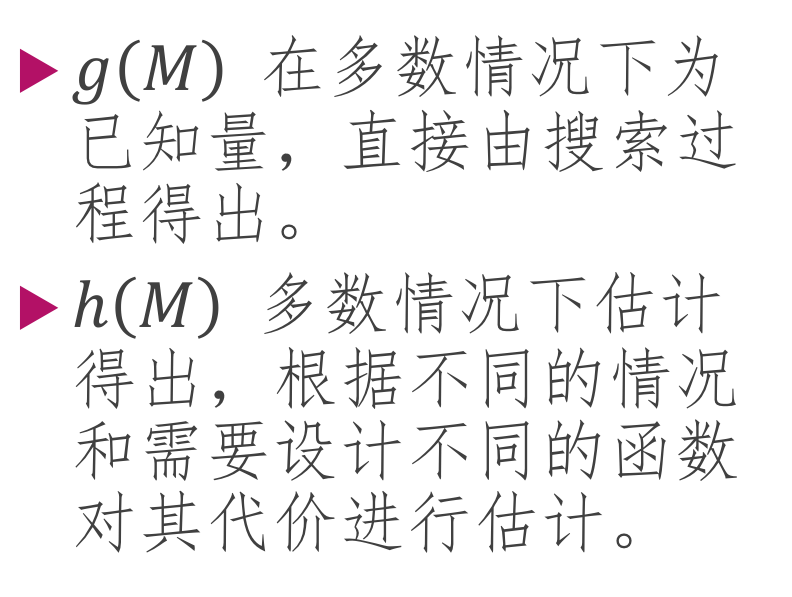 g(M) 在多数情况下为
已知量，直接由搜索过
程得出。
h(M) 多数情况下估计
得出，根据不同的情况
和需要设计不同的函数
对其代价进行估计。